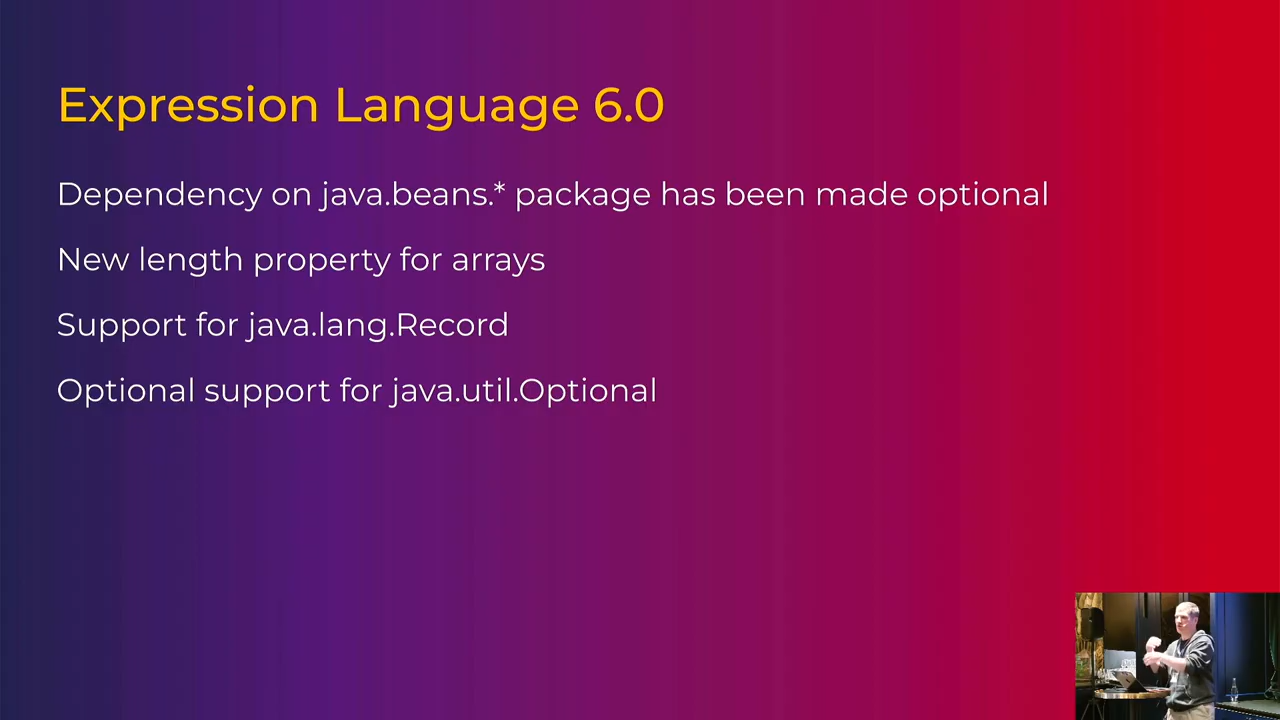 Expression Language 6.0
Dependency on java.beans.* package has been made optional
New length property for arrays
Support for java.lang.Record
Optional support for java.util.Optional